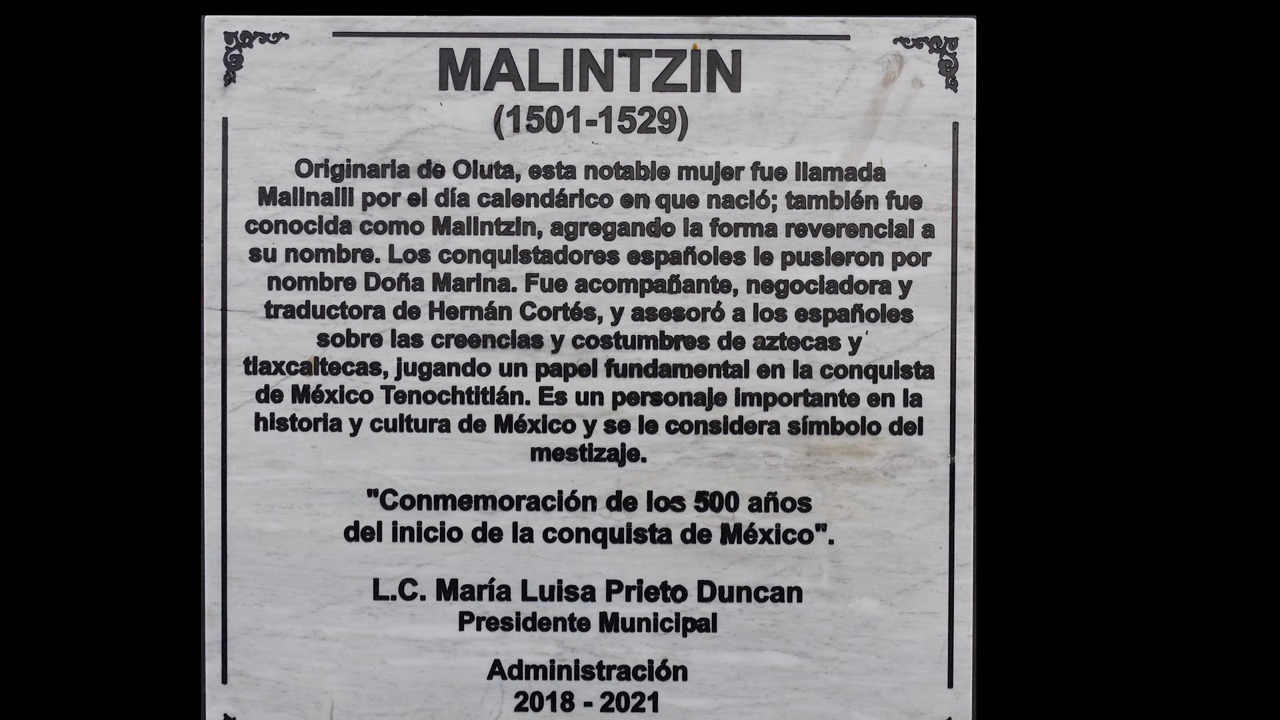 MALINTZIN
(1501-1529)
Originaria de Oluta, esta notable mujer fue llamada
Malinalli por el día calendárico en que nació; también fue
conocida como Malintzin, agregando la forma reverencial a
su nombre. Los conquistadores españoles le pusieron por
nombre Doña Marina. Fue acompañante, negociadora y
traductora de Hernán Cortés, y asesoró a los españoles
sobre las creencias y costumbres de aztecas y
tlaxcaltecas, jugando un papel fundamental en la conquista
de México Tenochtitlán. Es un personaje importante en la
historia y cultura de México y se le considera símbolo del
mestizaje.
"Conmemoración de los 500 años
del inicio de la conquista de México".
L.C. María Luisa Prieto Duncan
Presidente Municipal
Administración
2018 - 2021